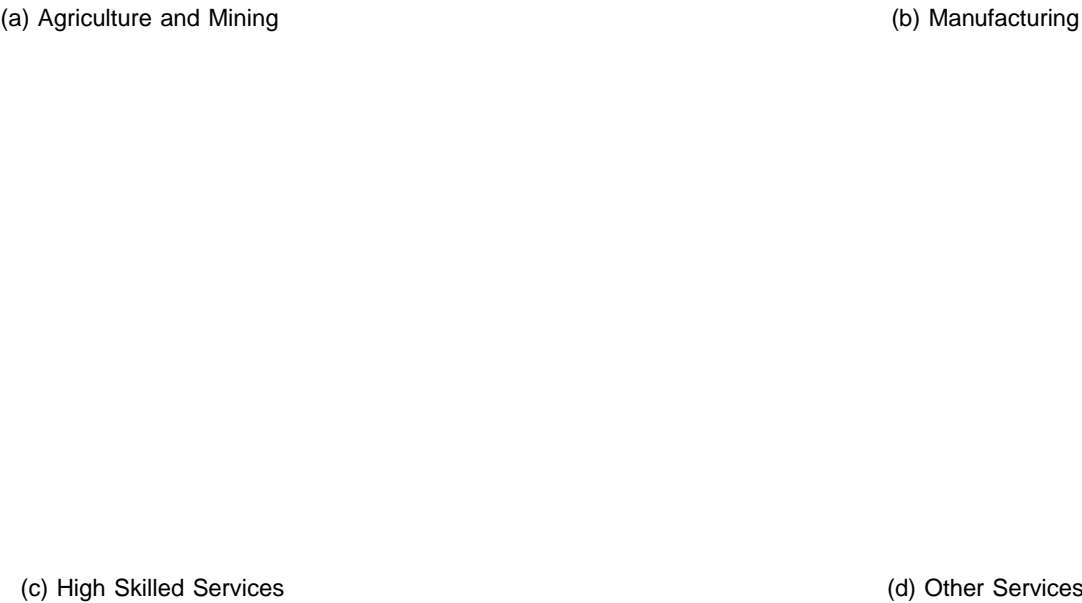 (a) Agriculture and Mining
(b) Manufacturing
(c) High Skilled Services
(d) Other Services